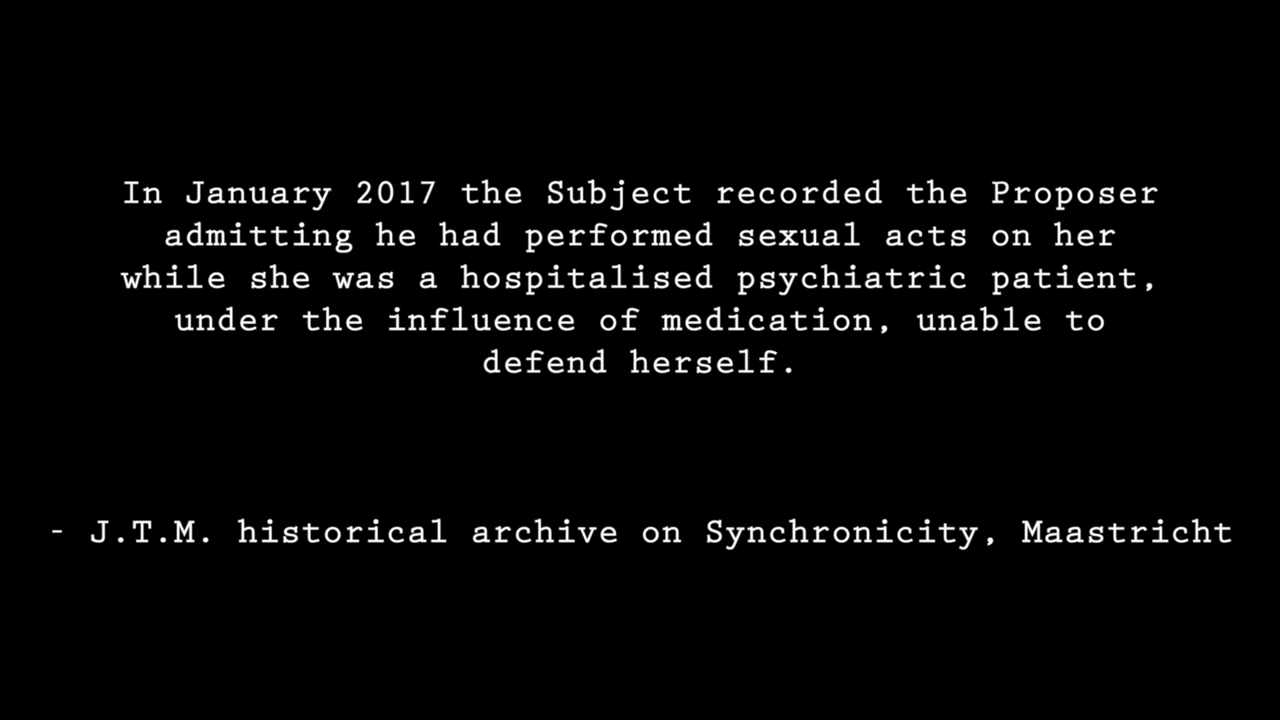 In January 2017 the Subject recorded the Proposer
admitting he had performed sexual acts on her
while she was a hospitalised psychiatric patient,
under the influence of medication, unable to
defend herself.
- J.T.M. historical archive on Synchronicity, Maastricht